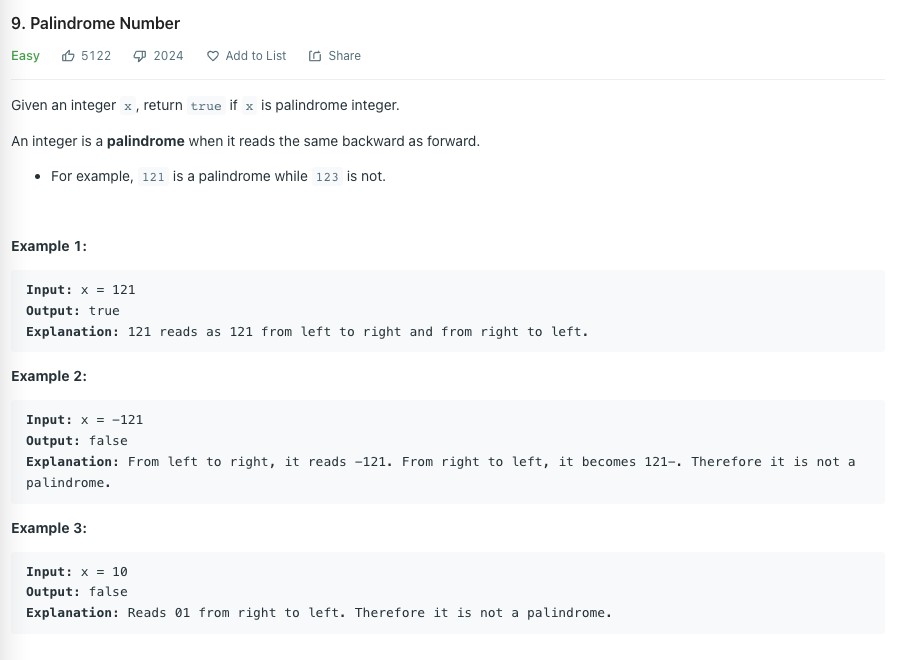 9. Palindrome Number
Easy 5122 2024 Add to List Share
Given an integer x, return true if x is palindrome integer.
An integer is a palindrome when it reads the same backward as forward.
• For example, 121 is a palindrome while 123 is not.
Example 1:
Input: x = 121
Output: true
Explanation: 121 reads as 121 from left to right and from right to left.
Example 2:
Input: x = -121
Output: false
Explanation: From left to right, it reads -121. From right to left, it becomes 121-. Therefore it is not a
palindrome.
Example 3:
Input: x = 10
Output: false
Explanation: Reads 01 from right to left. Therefore it is not a palindrome.